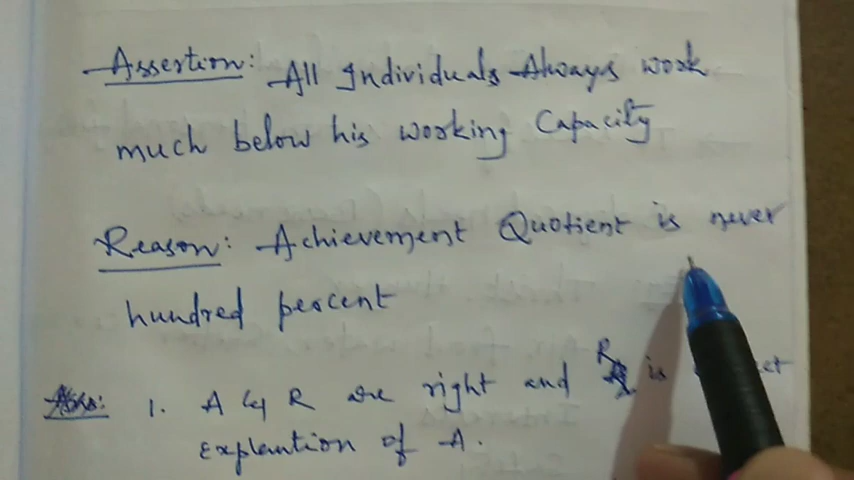 Assertion: All Individuals Always work
much below his working Capacity
Reason: Achievement Quotient is never
hundred percent
Ans: 1. A & R are right and R is
explantion of A.